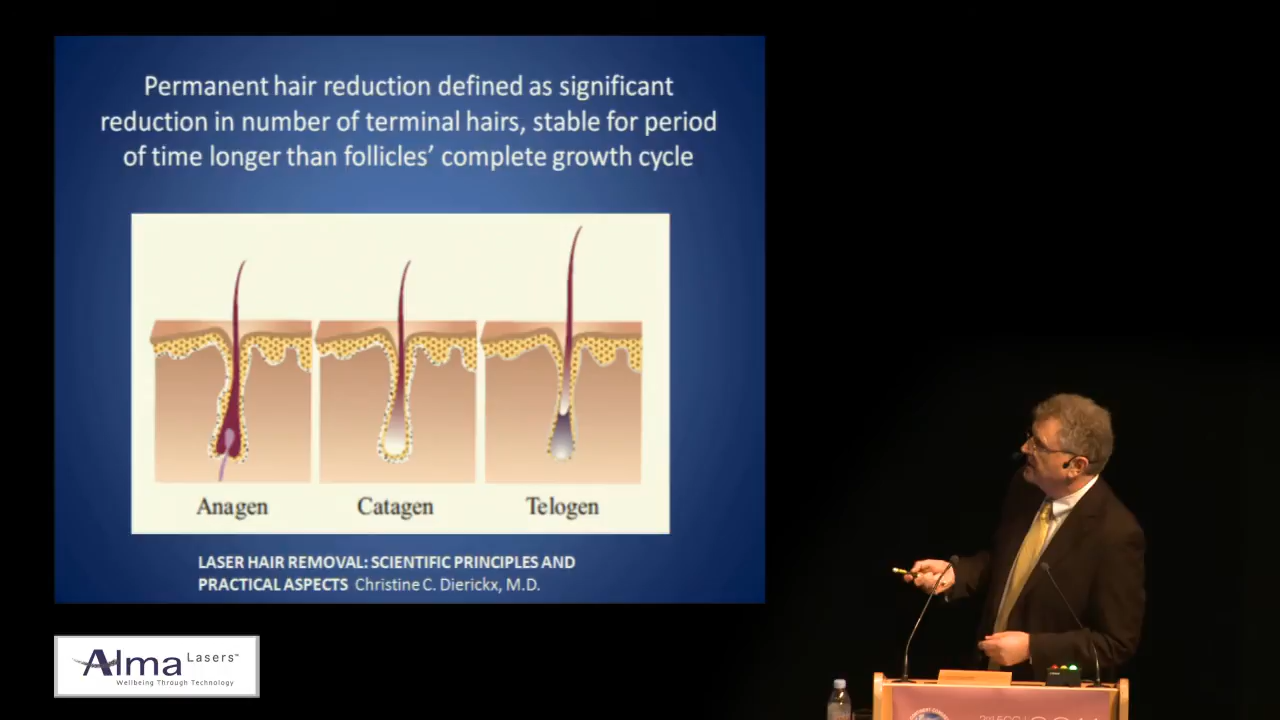 Permanent hair reduction defined as significant
reduction in number of terminal hairs, stable for period
of time longer than follicles’ complete growth cycle
Anagen
Catagen
Telogen
LASER HAIR REMOVAL: SCIENTIFIC PRINCIPLES AND
PRACTICAL ASPECTS Christine C. Dierickx, M.D.
Alma Lasers™
Wellbeing Through Technology